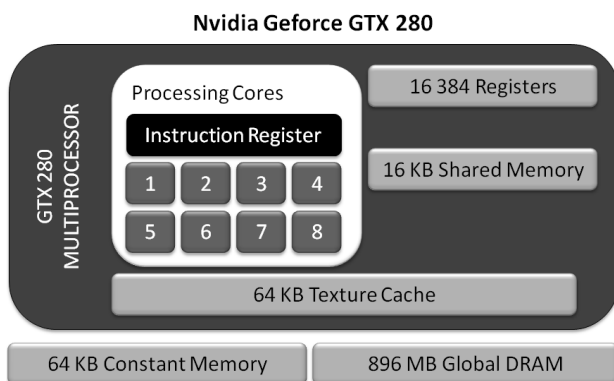 Nvidia Geforce GTX 280
GTX 280
MULTIPROCESSOR
Processing Cores
Instruction Register
1 2 3 4
5 6 7 8
16 384 Registers
16 KB Shared Memory
64 KB Texture Cache
64 KB Constant Memory
896 MB Global DRAM